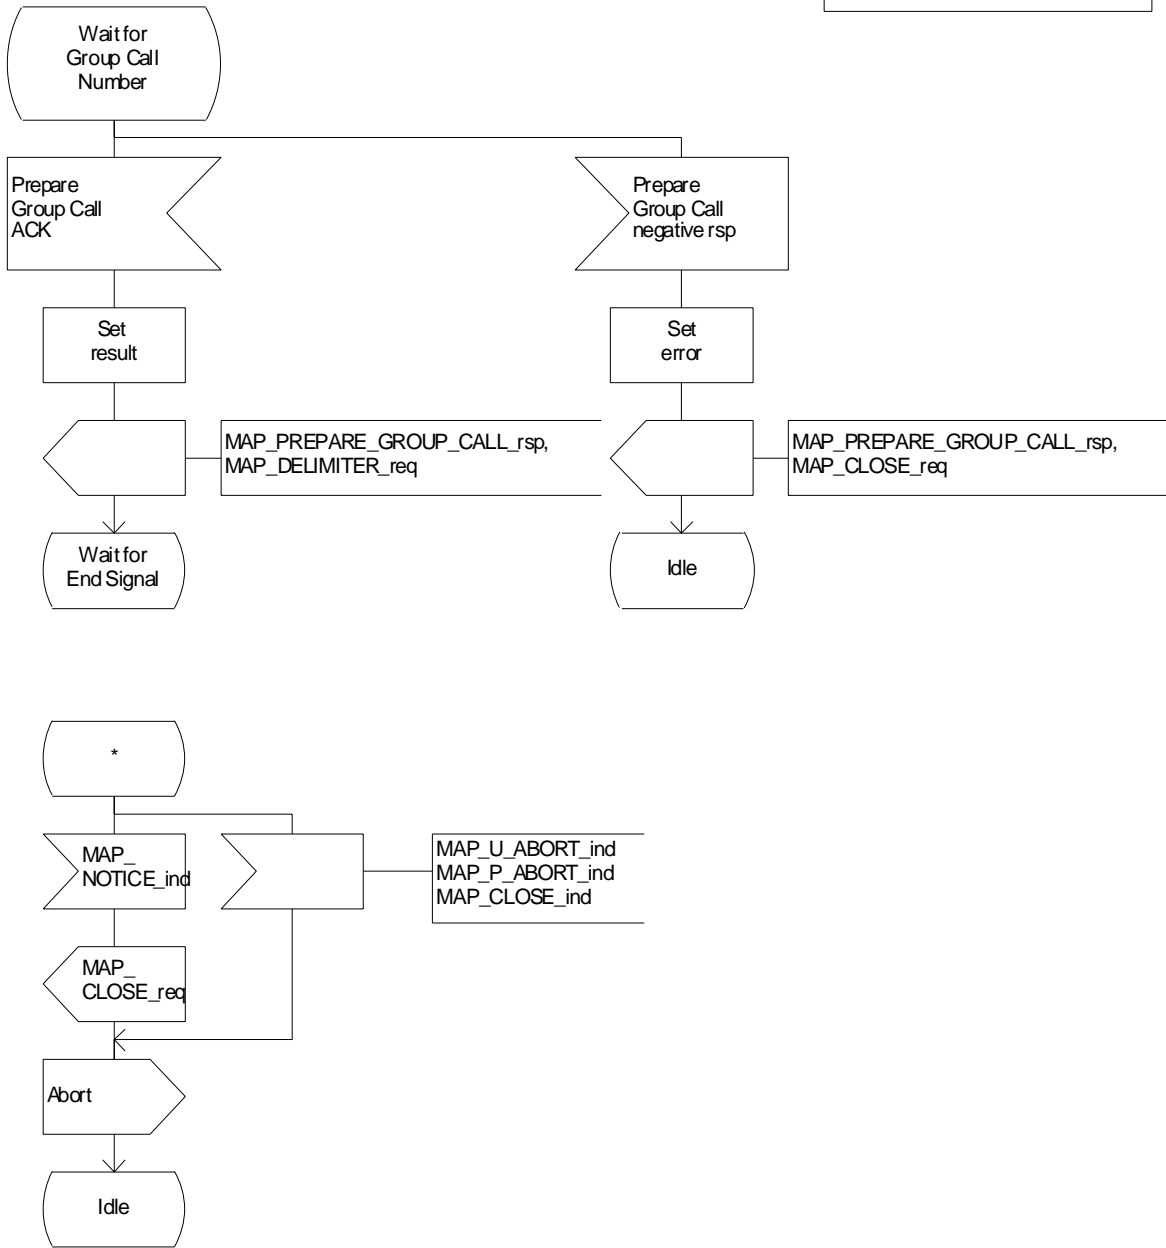 Wait for
Group Call
Number
Prepare
Group Call
ACK
Prepare
Group Call
negative rsp
Set
result
Set
error
MAP_PREPARE_GROUP_CALL_rsp,
MAP_DELIMITER_req
MAP_PREPARE_GROUP_CALL_rsp,
MAP_CLOSE_req
Wait for
End Signal
Idle
*
MAP_
NOTICE_ind
MAP_U_ABORT_ind
MAP_P_ABORT_ind
MAP_CLOSE_ind
MAP_
CLOSE_req
Abort
Idle